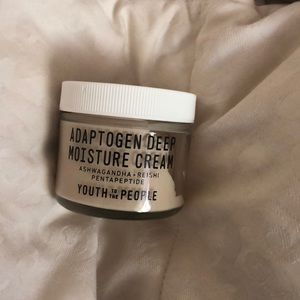 ADAPTOGEN DEEP
MOISTURE CREAM
ASHWAGANDHA + REISHI
PENTAPEPTIDE
YOUTH TO THE PEOPLE